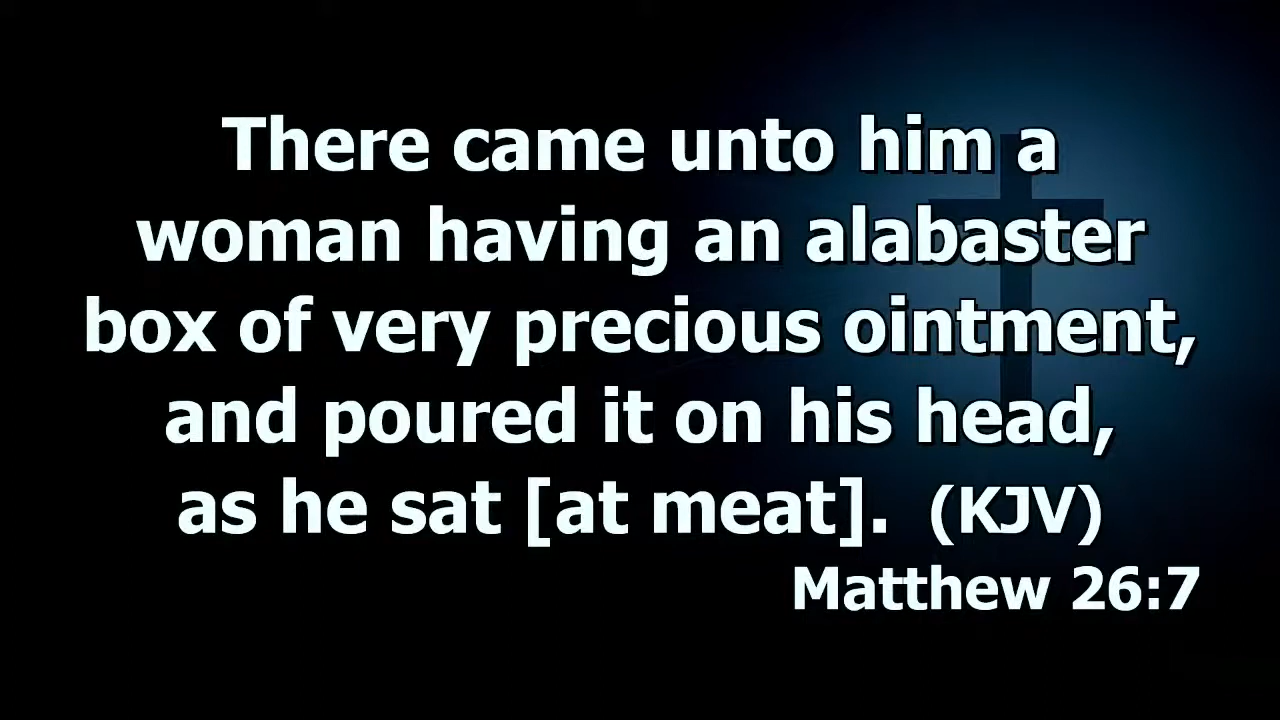 There came unto him a
woman having an alabaster
box of very precious ointment,
and poured it on his head,
as he sat [at meat].  (KJV)
Matthew 26:7